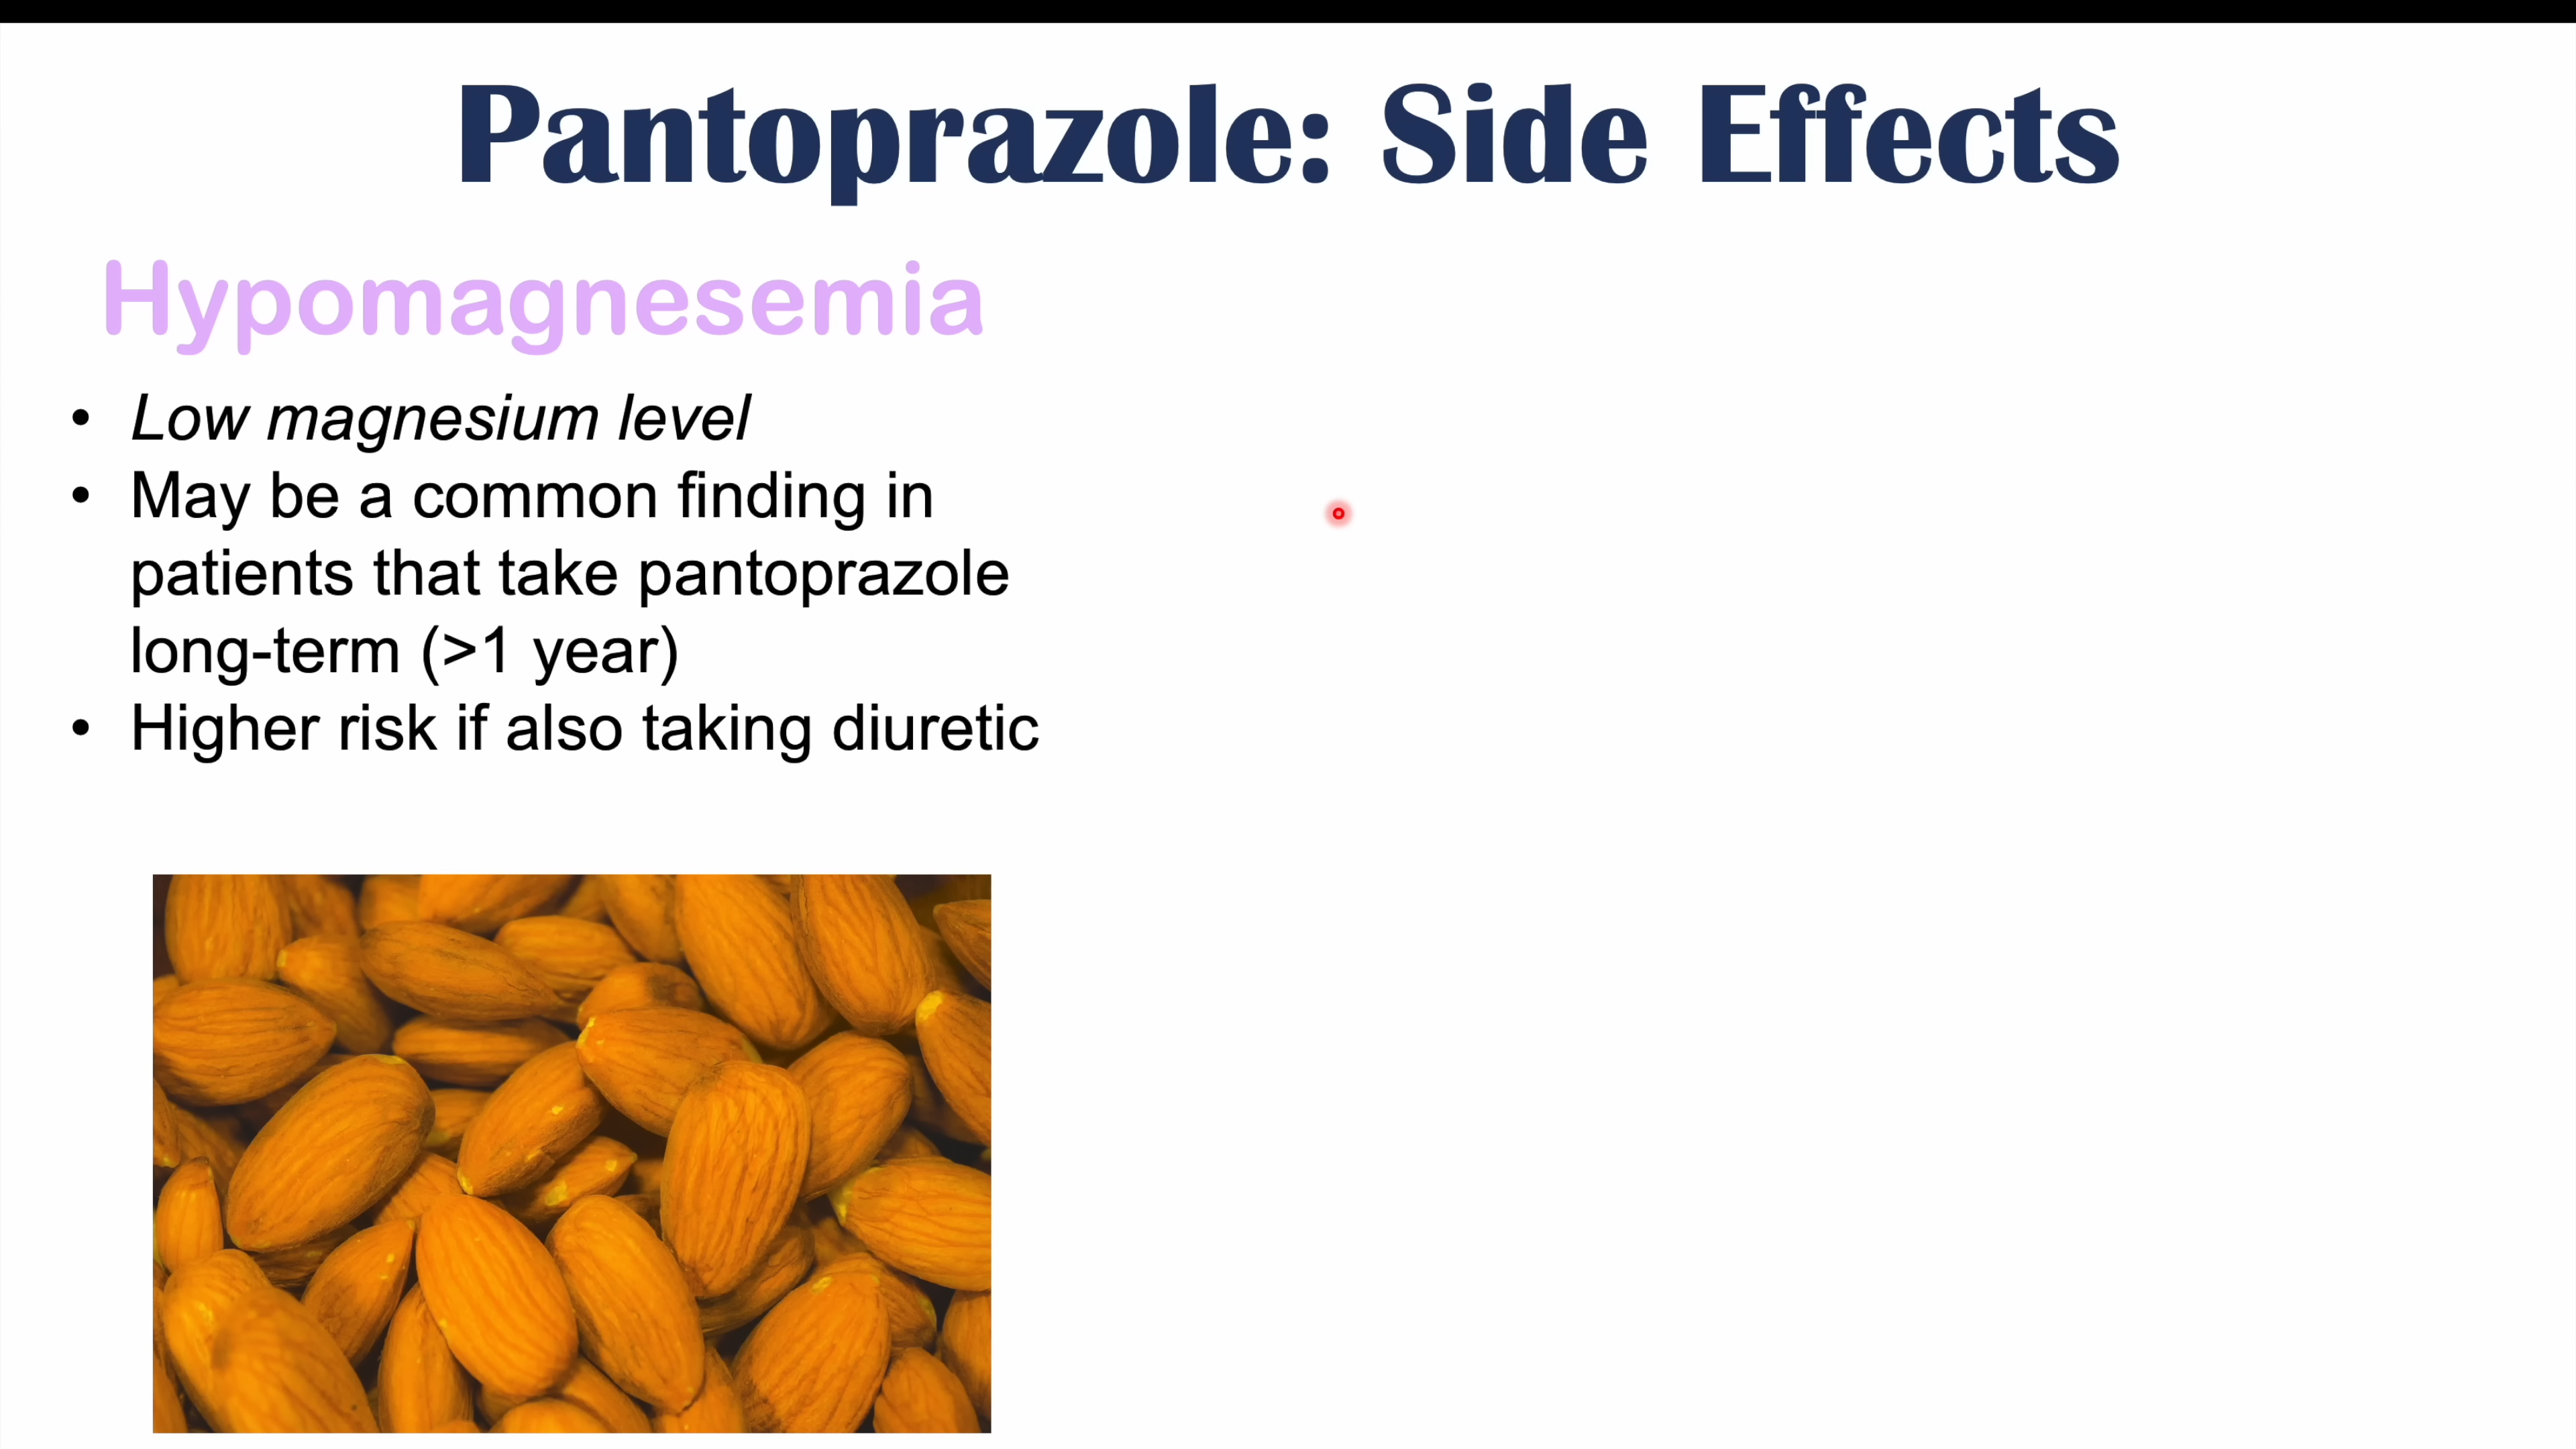 Pantoprazole: Side Effects
Hypomagnesemia
• Low magnesium level
• May be a common finding in
patients that take pantoprazole
long-term (>1 year)
• Higher risk if also taking diuretic